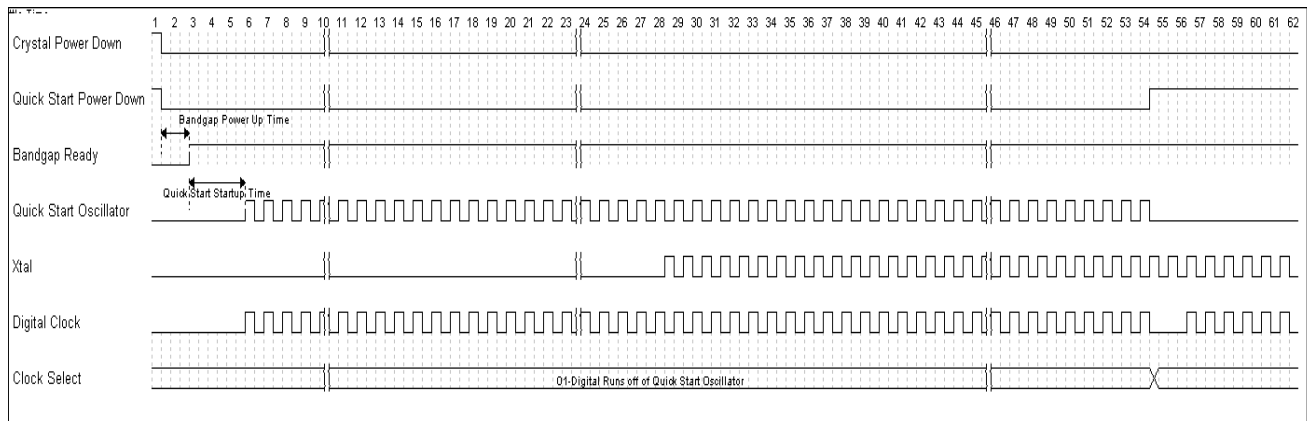 1 2 3 4 5 6 10 11 12 13 14 15 16 17 18 19 20 21 22 23 24 25 26 27 28 29 30 31 32 33 34 35 36 37 38 39 40 41 42 43 44 45 46 47 48 49 50 51 52 53 54 55 56 57 58 59 60 61 62
Crystal Power Down
Quick Start Power Down
Bandgap Power Up Time
Bandgap Ready
Quick Start Startup Time
Quick Start Oscillator
Xtal
Digital Clock
Clock Select
01-Digital Runs off of Quick Start Oscillator